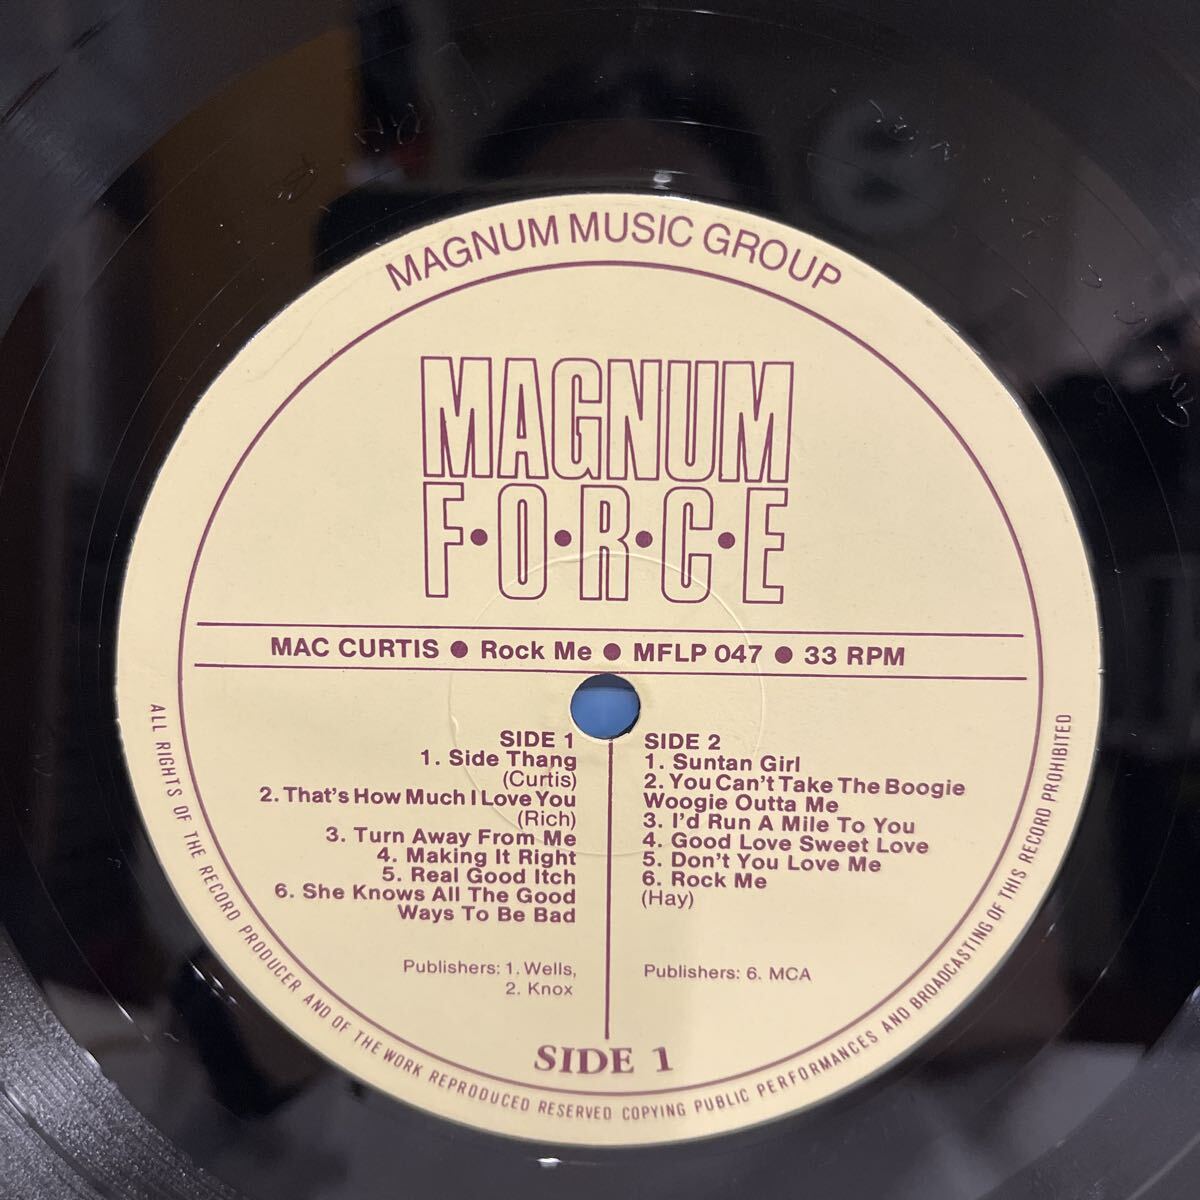 MAGNUM MUSIC GROUP
MAGNUM
F•O•R•C•E
MAC CURTIS ● Rock Me ● MFLP 047 ● 33 RPM
SIDE 1
1. Side Thang
(Curtis)
2. That's How Much I Love You
(Rich)
3. Turn Away From Me
4. Making It Right
5. Real Good Itch
6. She Knows All The Good
Ways To Be Bad
Publishers: 1. Wells,
2. Knox
SIDE 2
1. Suntan Girl
2. You Can't Take The Boogie
Woogie Outta Me
3. I'd Run A Mile To You
4. Good Love Sweet Love
5. Don't You Love Me
6. Rock Me
(Hay)
Publishers: 6. MCA
SIDE 1
ALL RIGHTS OF THE RECORD PRODUCER AND OF THE WORK REPRODUCED RESERVED COPYING PUBLIC PERFORMANCES AND BROADCASTING OF THIS RECORD PROHIBITED